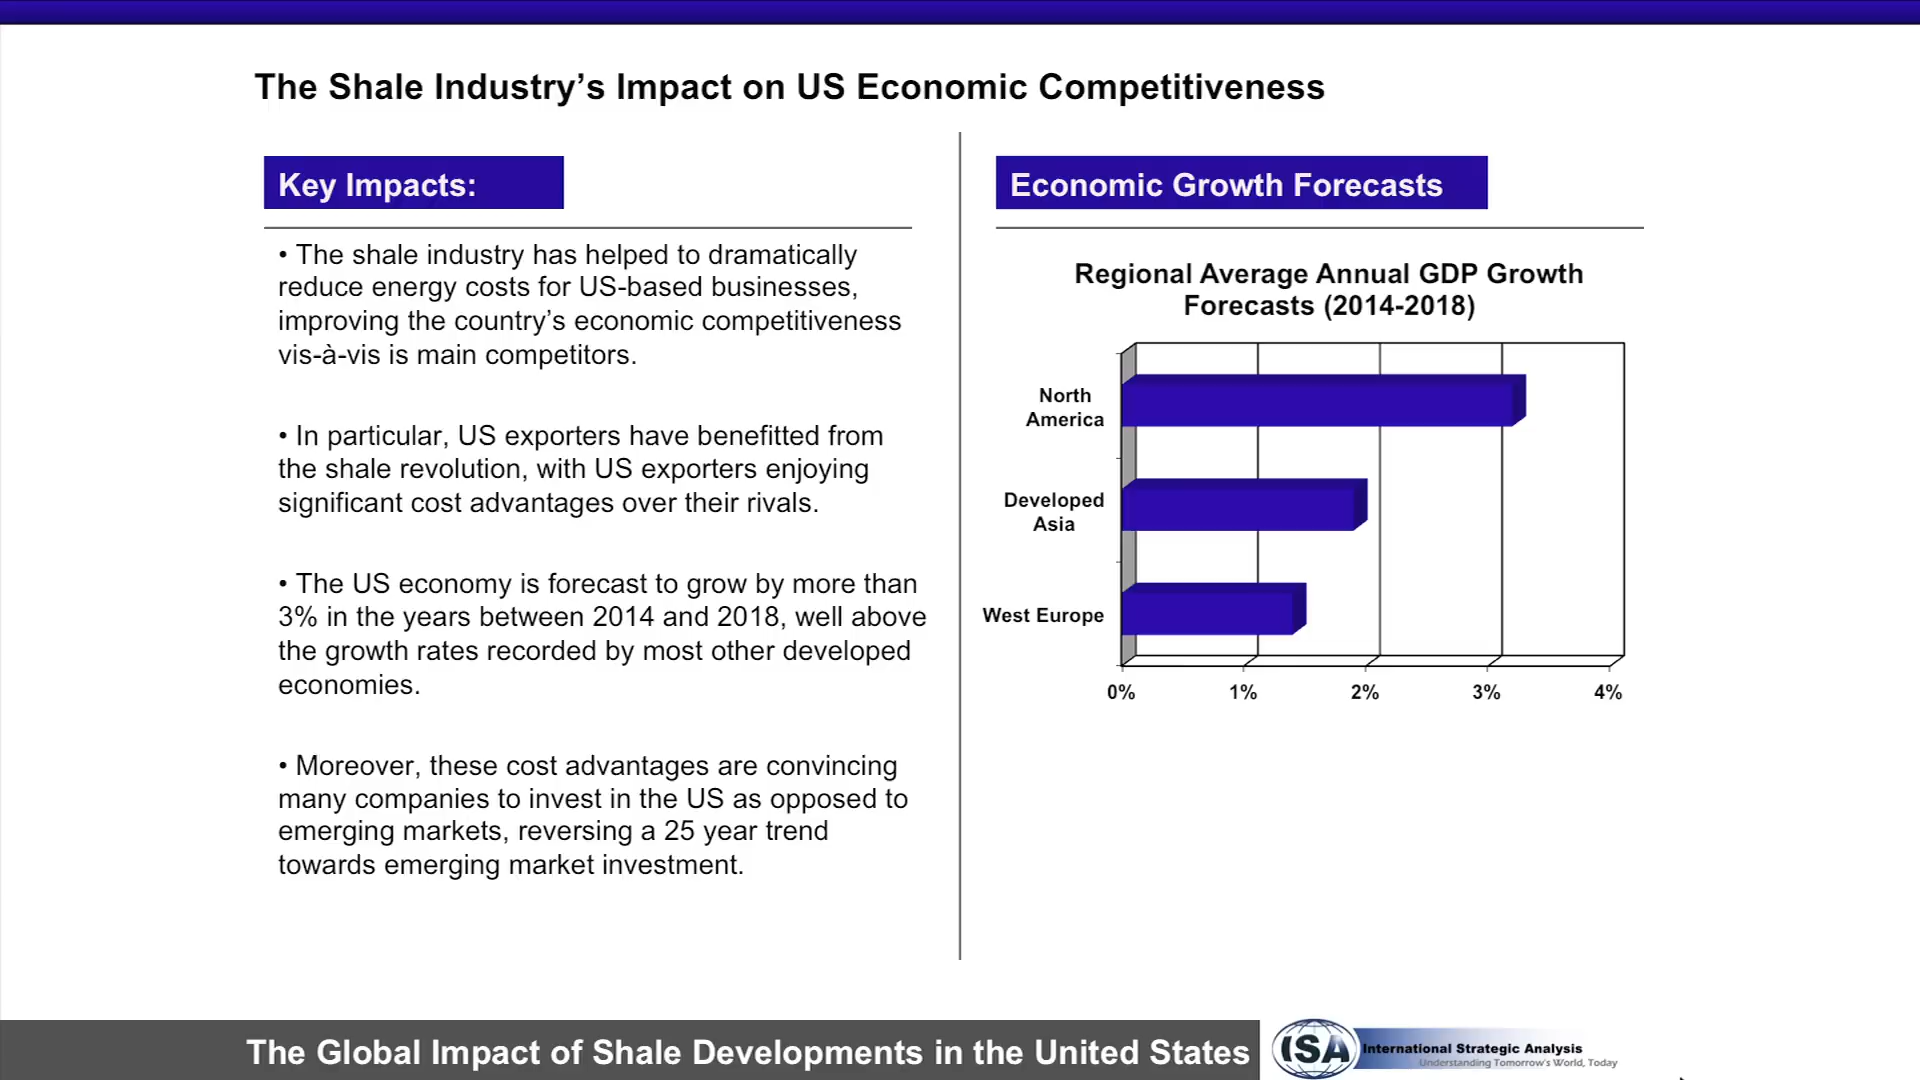 The Shale Industry’s Impact on US Economic Competitiveness
Key Impacts:
• The shale industry has helped to dramatically
reduce energy costs for US-based businesses,
improving the country’s economic competitiveness
vis-à-vis is main competitors.
• In particular, US exporters have benefitted from
the shale revolution, with US exporters enjoying
significant cost advantages over their rivals.
• The US economy is forecast to grow by more than
3% in the years between 2014 and 2018, well above
the growth rates recorded by most other developed
economies.
• Moreover, these cost advantages are convincing
many companies to invest in the US as opposed to
emerging markets, reversing a 25 year trend
towards emerging market investment.
Economic Growth Forecasts
Regional Average Annual GDP Growth
Forecasts (2014-2018)
North
America
Developed
Asia
West Europe
0% 1% 2% 3% 4%
The Global Impact of Shale Developments in the United States
ISA
International Strategic Analysis
Understanding Tomorrow's World, Today